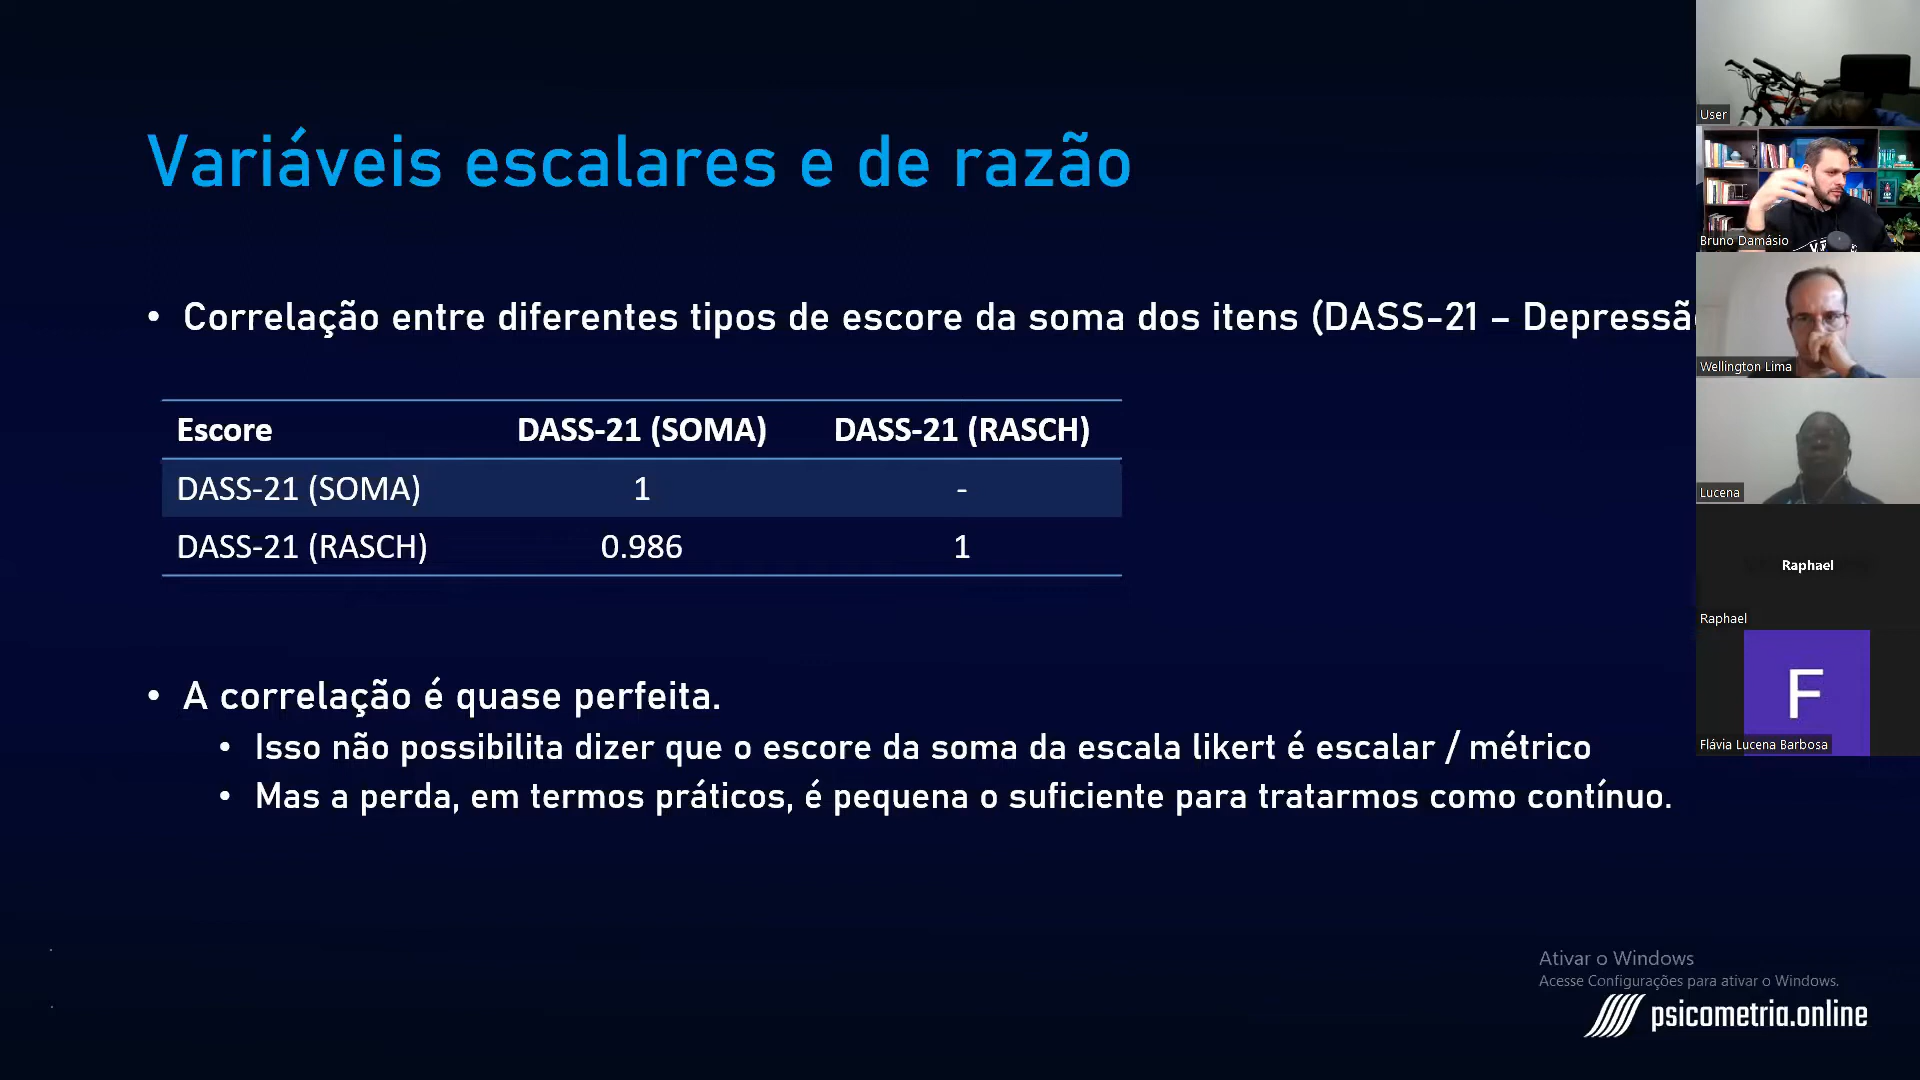 Variáveis escalares e de razão
• Correlação entre diferentes tipos de escore da soma dos itens (DASS-21 – Depressã
Escore DASS-21 (SOMA) DASS-21 (RASCH)
DASS-21 (SOMA) 1 -
DASS-21 (RASCH) 0.986 1
• A correlação é quase perfeita.
• Isso não possibilita dizer que o escore da soma da escala likert é escalar / métrico
• Mas a perda, em termos práticos, é pequena o suficiente para tratarmos como contínuo.
User
Bruno Damásio
Wellington Lima
Lucena
Raphael
Raphael
F
Flávia Lucena Barbosa
Ativar o Windows
Acesse Configurações para ativar o Windows.
psicometria.online